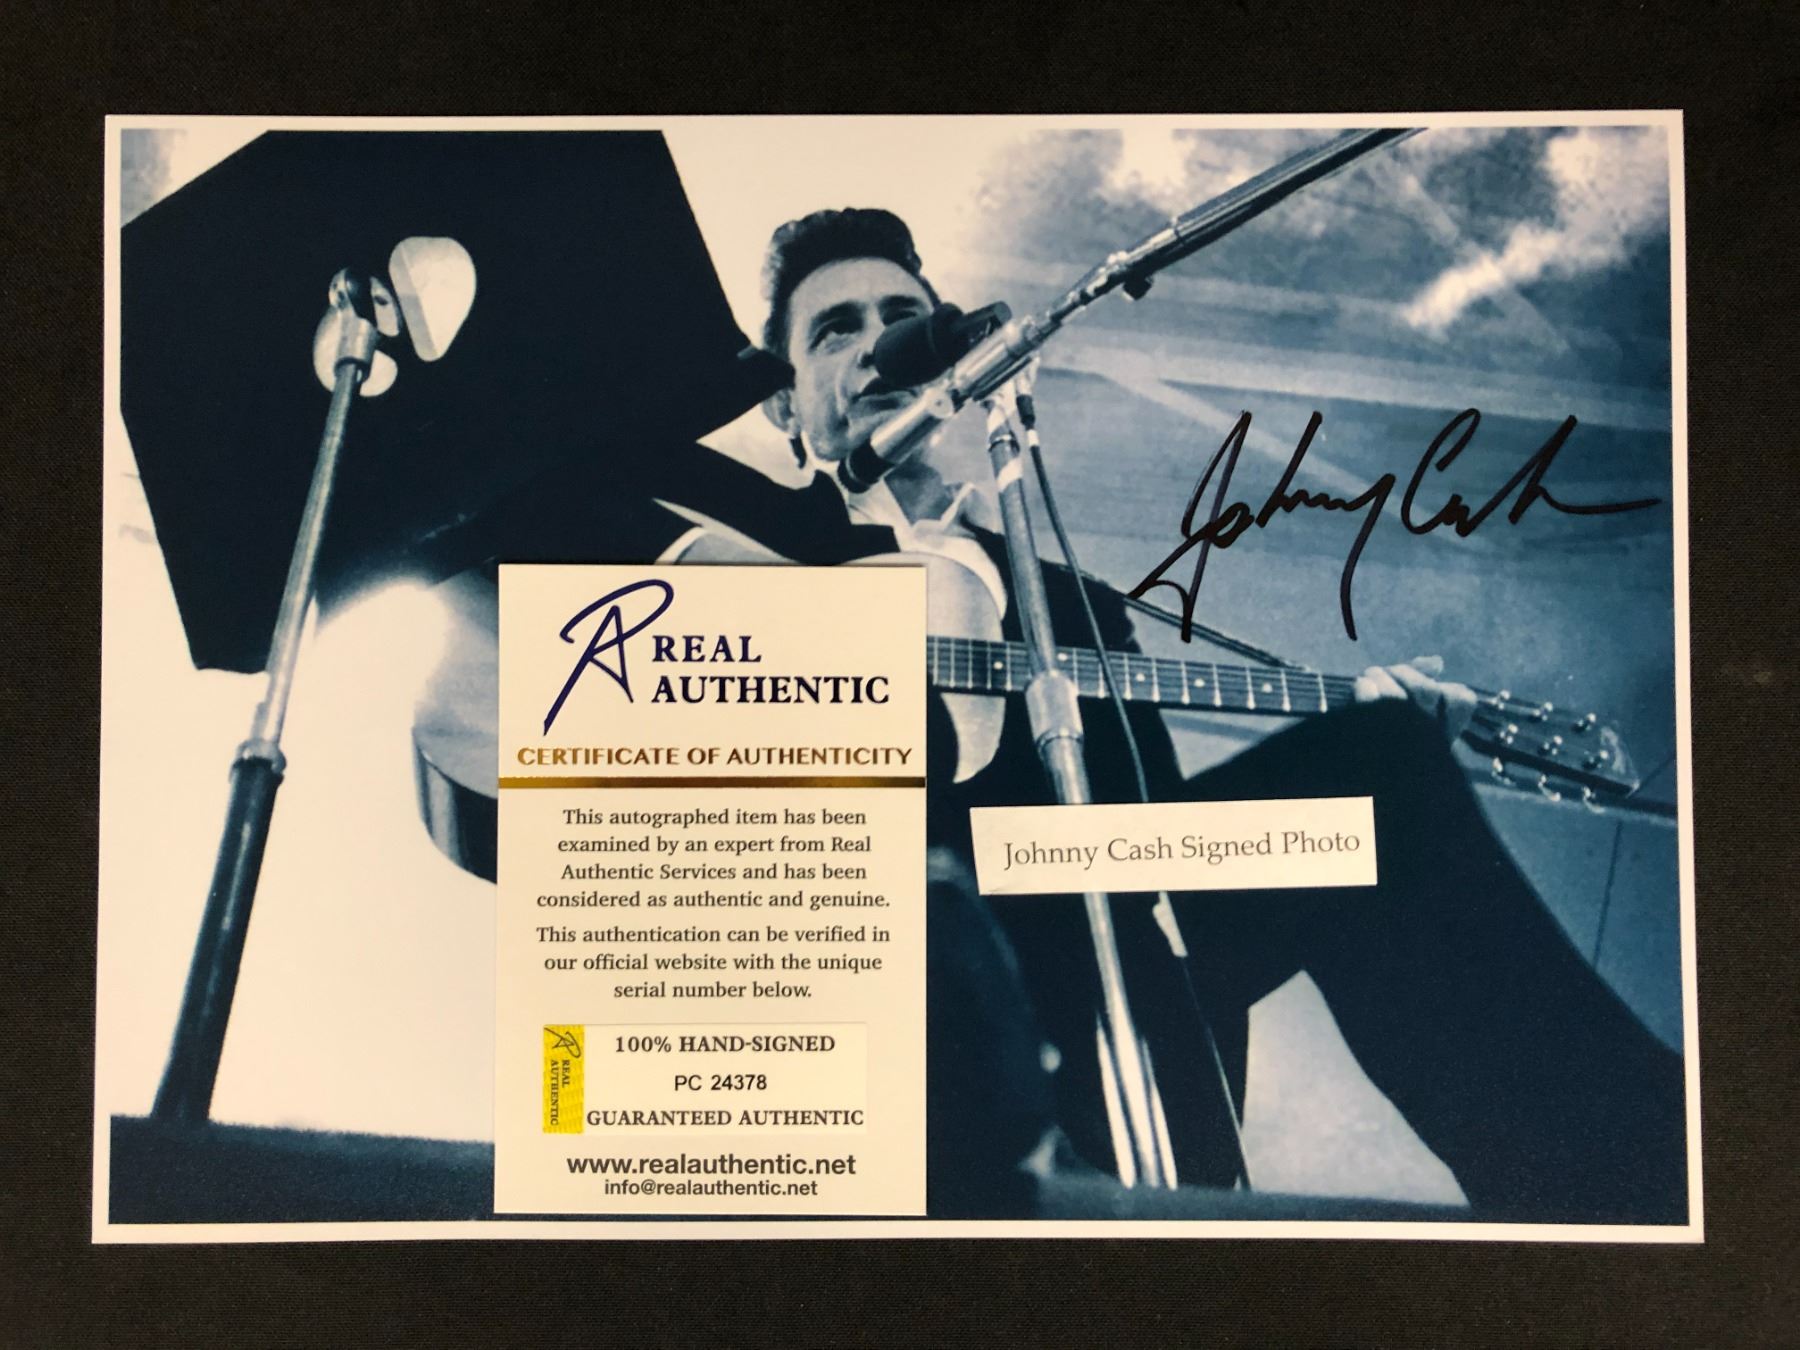 Johnny Cash
REAL
AUTHENTIC
CERTIFICATE OF AUTHENTICITY
This autographed item has been
examined by an expert from Real
Authentic Services and has been
considered as authentic and genuine.
This authentication can be verified in
our official website with the unique
serial number below.
REAL
AUTHENTIC
100% HAND-SIGNED
PC 24378
GUARANTEED AUTHENTIC
www.realauthentic.net
info@realauthentic.net
Johnny Cash Signed Photo